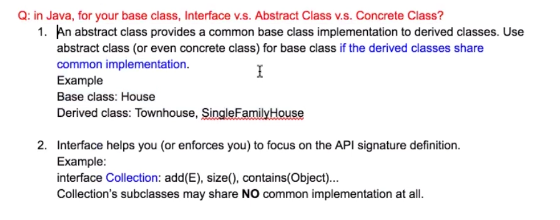 Q: in Java, for your base class, Interface v.s. Abstract Class v.s. Concrete Class?
1. An abstract class provides a common base class implementation to derived classes. Use
abstract class (or even concrete class) for base class if the derived classes share
common implementation.
Example
Base class: House
Derived class: Townhouse, SingleFamilyHouse
2. Interface helps you (or enforces you) to focus on the API signature definition.
Example:
interface Collection: add(E), size(), contains(Object)...
Collection's subclasses may share NO common implementation at all.